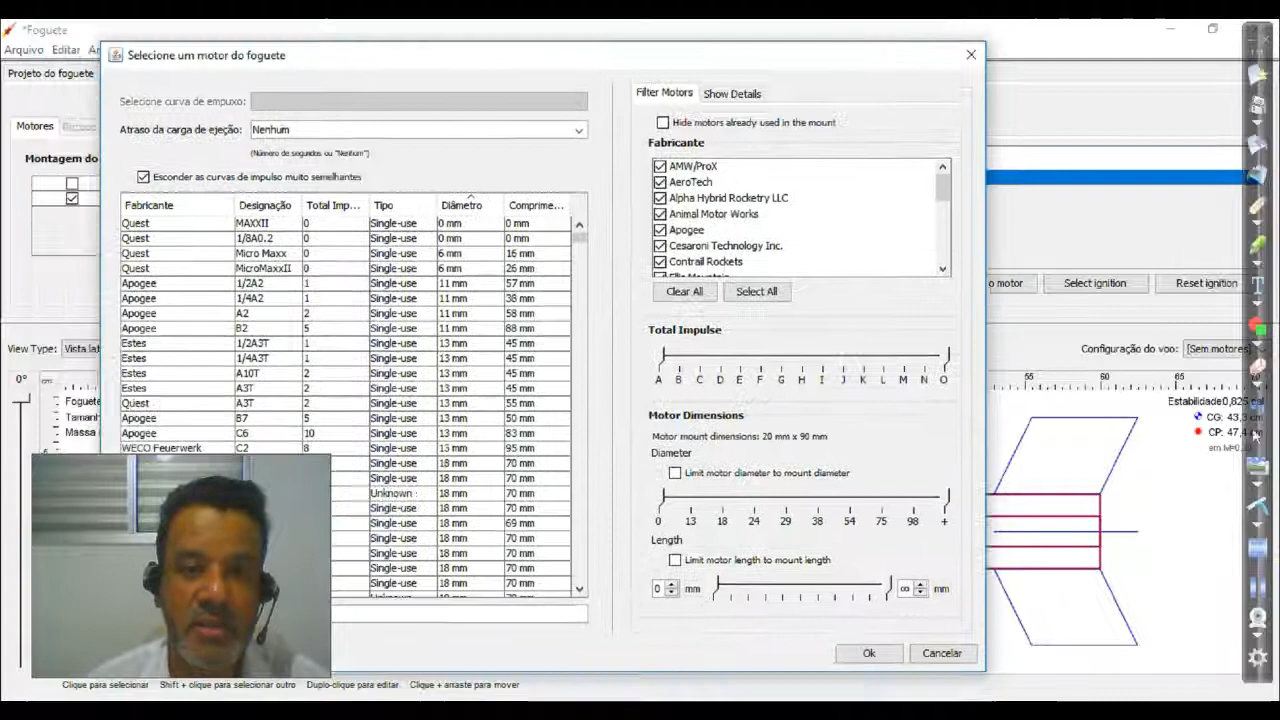 *Foguete
Arquivo Editar
Projeto do foguete
Motores
Montagem do
View Type: Vista lat
0°
cm
Foguete
Tamanh
Massa
Selecione um motor do foguete
Selecione curva de empuxo:
Atraso da carga de ejeção: Nenhum
(Número de segundos ou "Nenhum")
Esconder as curvas de impulso muito semelhantes
Fabricante Designação Total Imp... Tipo Diâmetro Comprime...
Quest MAXXII 0 Single-use 0 mm 0 mm
Quest 1/8A0.2 0 Single-use 0 mm 0 mm
Quest Micro Maxx 0 Single-use 6 mm 16 mm
Quest MicroMaxxII 0 Single-use 6 mm 26 mm
Apogee 1/2A2 1 Single-use 11 mm 57 mm
Apogee 1/4A2 1 Single-use 11 mm 38 mm
Apogee A2 2 Single-use 11 mm 58 mm
Apogee B2 5 Single-use 11 mm 88 mm
Estes 1/2A3T 1 Single-use 13 mm 45 mm
Estes 1/4A3T 1 Single-use 13 mm 45 mm
Estes A10T 2 Single-use 13 mm 45 mm
Estes A3T 2 Single-use 13 mm 45 mm
Quest A3T 2 Single-use 13 mm 55 mm
Apogee B7 5 Single-use 13 mm 50 mm
Apogee C6 10 Single-use 13 mm 83 mm
WECO Feuerwerk C2 8 Single-use 13 mm 95 mm
Single-use 18 mm 70 mm
Single-use 18 mm 70 mm
Unknown 18 mm 70 mm
Single-use 18 mm 70 mm
Single-use 18 mm 69 mm
Single-use 18 mm 70 mm
Single-use 18 mm 70 mm
Single-use 18 mm 70 mm
Single-use 18 mm 70 mm
Filter Motors Show Details
Hide motors already used in the mount
Fabricante
AMW/ProX
AeroTech
Alpha Hybrid Rocketry LLC
Animal Motor Works
Apogee
Cesaroni Technology Inc.
Contrail Rockets
Clear All Select All
Total Impulse
A B C D E F G H I J K L M N O
Motor Dimensions
Motor mount dimensions: 20 mm x 90 mm
Diameter
Limit motor diameter to mount diameter
0 13 18 24 29 38 54 75 98 +
Length
Limit motor length to mount length
0 mm ∞ mm
Ok Cancelar
o motor Select ignition Reset ignition
Configuração do voo: [Sem motores]
55 60 65
Estabilidade0,825 cal
CG: 43,3 cm
CP: 47,4 cm
Clique para selecionar Shift + clique para selecionar outro Duplo-clique para editar Clique + arraste para mover